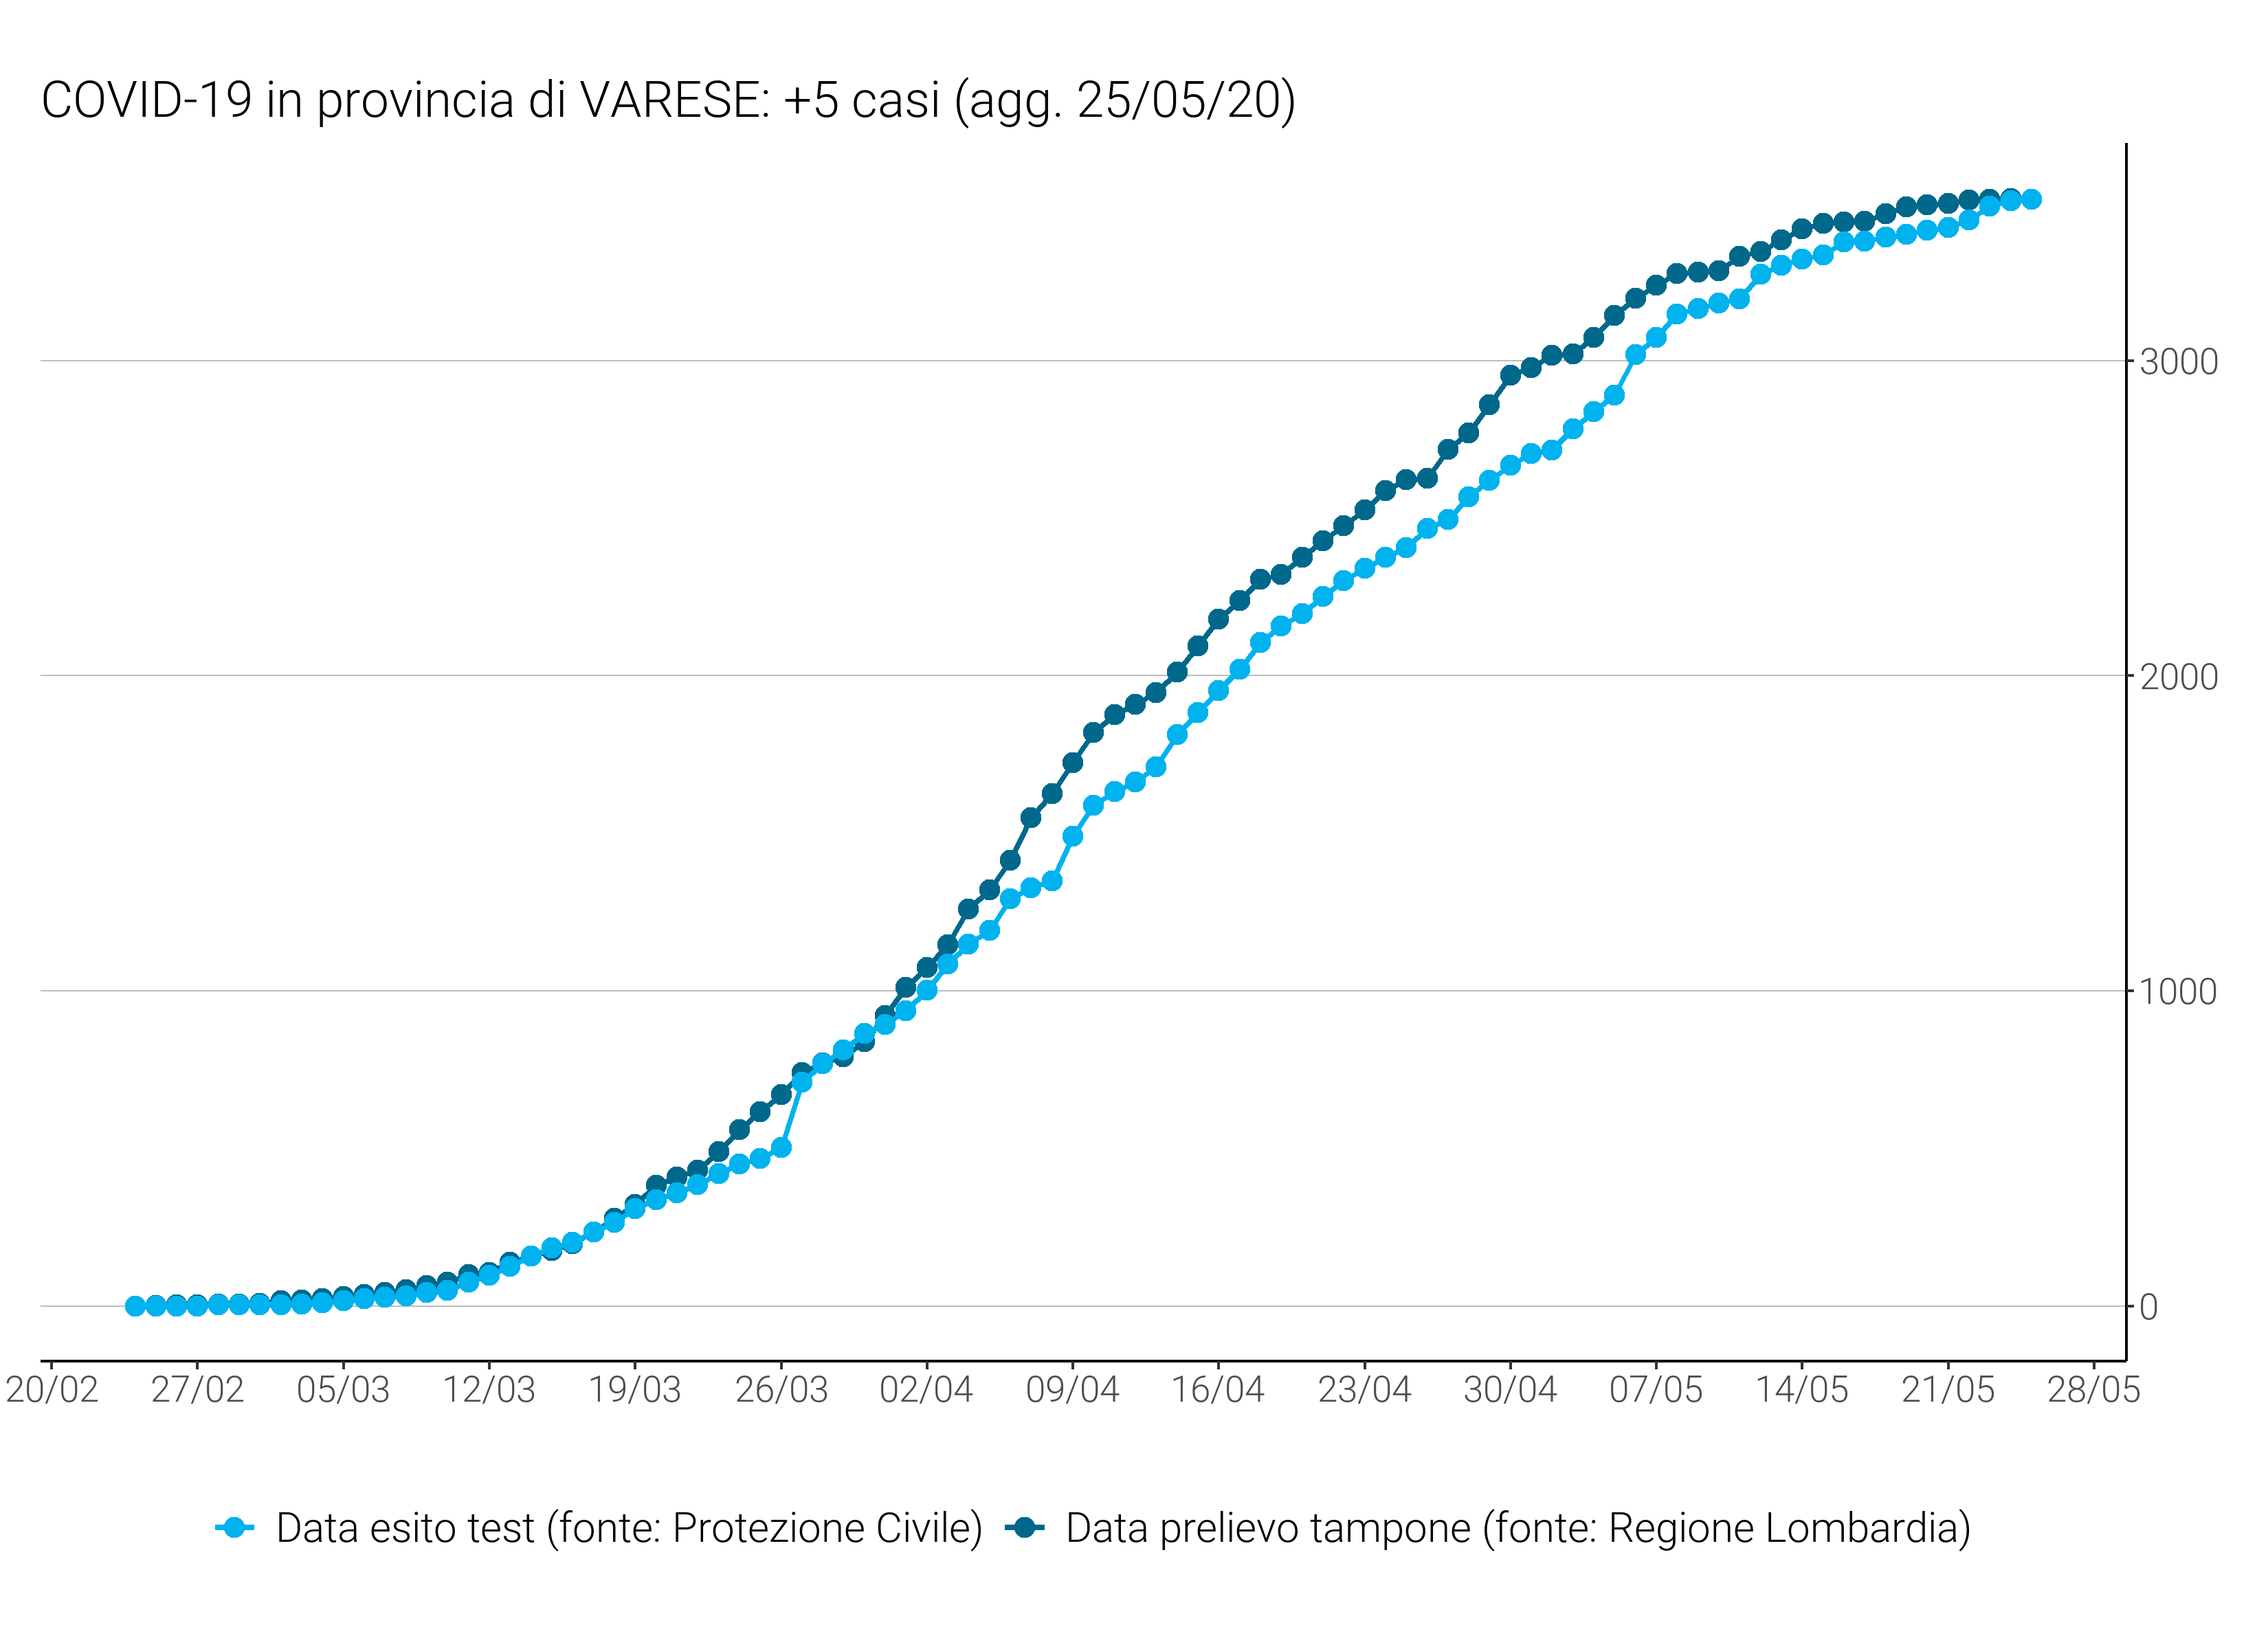 COVID-19 in provincia di VARESE: +5 casi (agg. 25/05/20)
3000
2000
1000
0
20/02 27/02 05/03 12/03 19/03 26/03 02/04 09/04 16/04 23/04 30/04 07/05 14/05 21/05 28/05
Data esito test (fonte: Protezione Civile) Data prelievo tampone (fonte: Regione Lombardia)